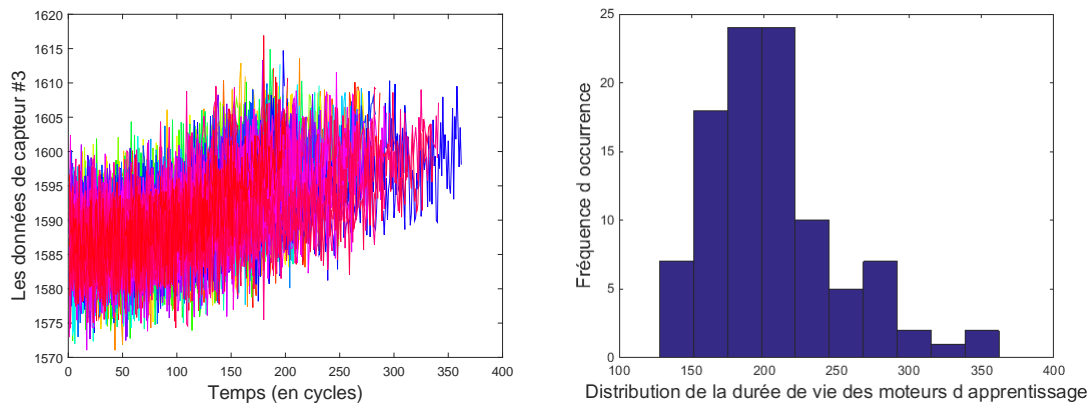 1620
1615
1610
1605
1600
1595
1590
1585
1580
1575
1570
Les données de capteur #3
0 50 100 150 200 250 300 350 400
Temps (en cycles)
25
20
15
10
5
0
Fréquence d occurrence
100 150 200 250 300 350 400
Distribution de la durée de vie des moteurs d apprentissage